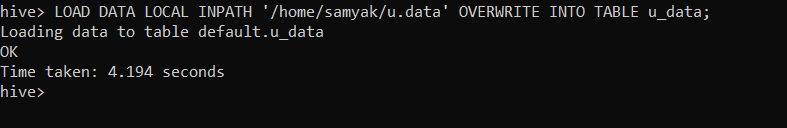 hive> LOAD DATA LOCAL INPATH '/home/samyak/u.data' OVERWRITE INTO TABLE u_data;
Loading data to table default.u_data
OK
Time taken: 4.194 seconds
hive>